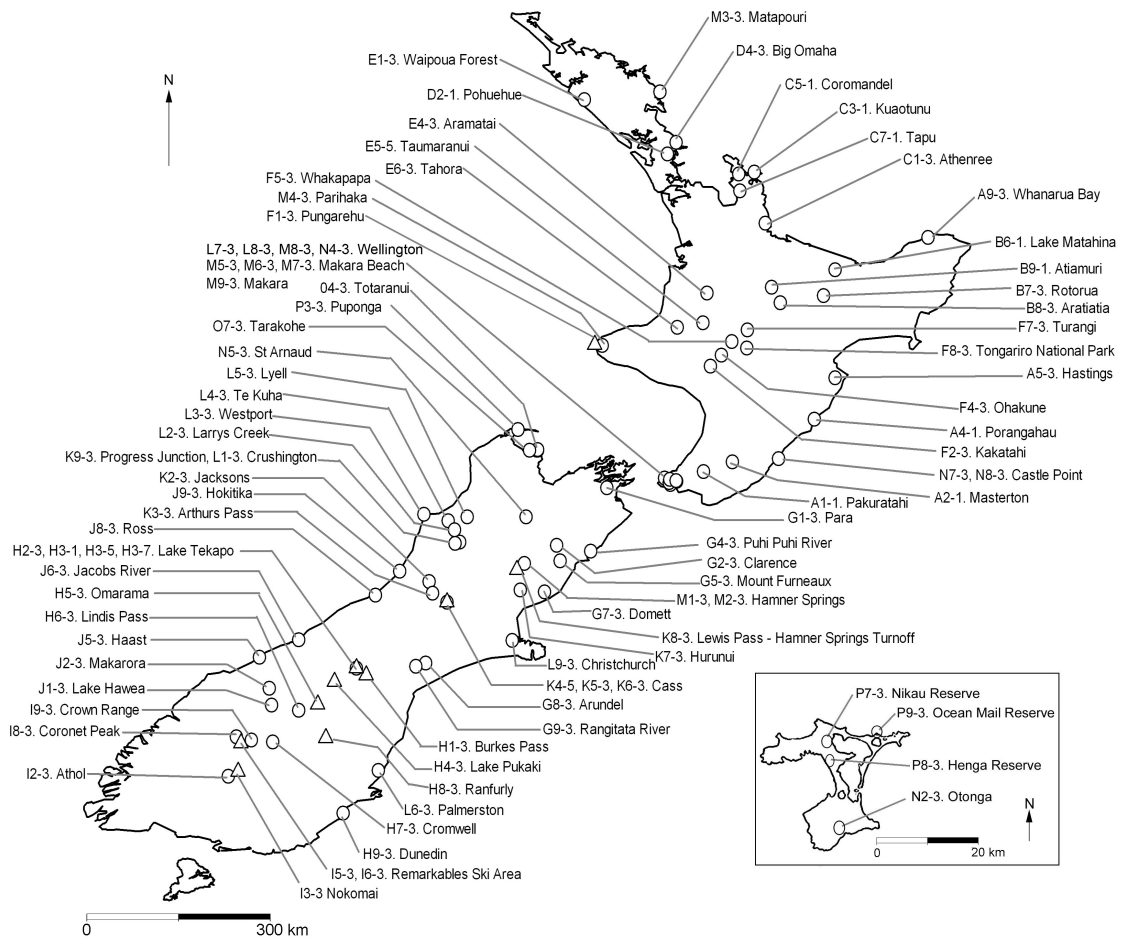 M3-3. Matapouri
D4-3. Big Omaha
E1-3. Waipoua Forest
C5-1. Coromandel
D2-1. Pohuehue
C3-1. Kuaotunu
E4-3. Aramatai
C7-1. Tapu
E5-5. Taumaranui
C1-3. Athenree
E6-3. Tahora
F5-3. Whakapapa
M4-3. Parihaka
A9-3. Whanarua Bay
F1-3. Pungarehu
B6-1. Lake Matahina
L7-3, L8-3, M8-3, N4-3. Wellington
M5-3, M6-3, M7-3. Makara Beach
M9-3. Makara
B9-1. Atiamuri
04-3. Totaranui
B7-3. Rotorua
P3-3. Puponga
B8-3. Aratiatia
O7-3. Tarakohe
F7-3. Turangi
N5-3. St Arnaud
F8-3. Tongariro National Park
L5-3. Lyell
A5-3. Hastings
L4-3. Te Kuha
F4-3. Ohakune
L3-3. Westport
A4-1. Porangahau
L2-3. Larrys Creek
F2-3. Kakatahi
K9-3. Progress Junction, L1-3. Crushington
N7-3, N8-3. Castle Point
K2-3. Jacksons
A2-1. Masterton
J9-3. Hokitika
A1-1. Pakuratahi
K3-3. Arthurs Pass
G1-3. Para
J8-3. Ross
G4-3. Puhi Puhi River
H2-3, H3-1, H3-5, H3-7. Lake Tekapo
G2-3. Clarence
J6-3. Jacobs River
G5-3. Mount Furneaux
H5-3. Omarama
M1-3, M2-3. Hamner Springs
H6-3. Lindis Pass
G7-3. Domett
J5-3. Haast
K8-3. Lewis Pass - Hamner Springs Turnoff
K7-3. Hurunui
J2-3. Makarora
L9-3. Christchurch
J1-3. Lake Hawea
K4-5, K5-3, K6-3. Cass
I9-3. Crown Range
G8-3. Arundel
I8-3. Coronet Peak
G9-3. Rangitata River
H1-3. Burkes Pass
I2-3. Athol
H4-3. Lake Pukaki
H8-3. Ranfurly
L6-3. Palmerston
H7-3. Cromwell
H9-3. Dunedin
I5-3, I6-3. Remarkables Ski Area
I3-3 Nokomai
N
0
300 km
P7-3. Nikau Reserve
P9-3. Ocean Mail Reserve
P8-3. Henga Reserve
N2-3. Otonga
N
0
20 km